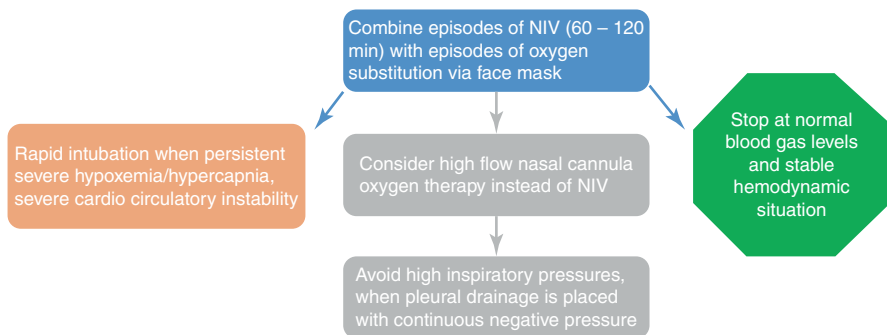 Combine episodes of NIV (60 – 120
min) with episodes of oxygen
substitution via face mask
Rapid intubation when persistent
severe hypoxemia/hypercapnia,
severe cardio circulatory instability
Consider high flow nasal cannula
oxygen therapy instead of NIV
Stop at normal
blood gas levels
and stable
hemodynamic
situation
Avoid high inspiratory pressures,
when pleural drainage is placed
with continuous negative pressure